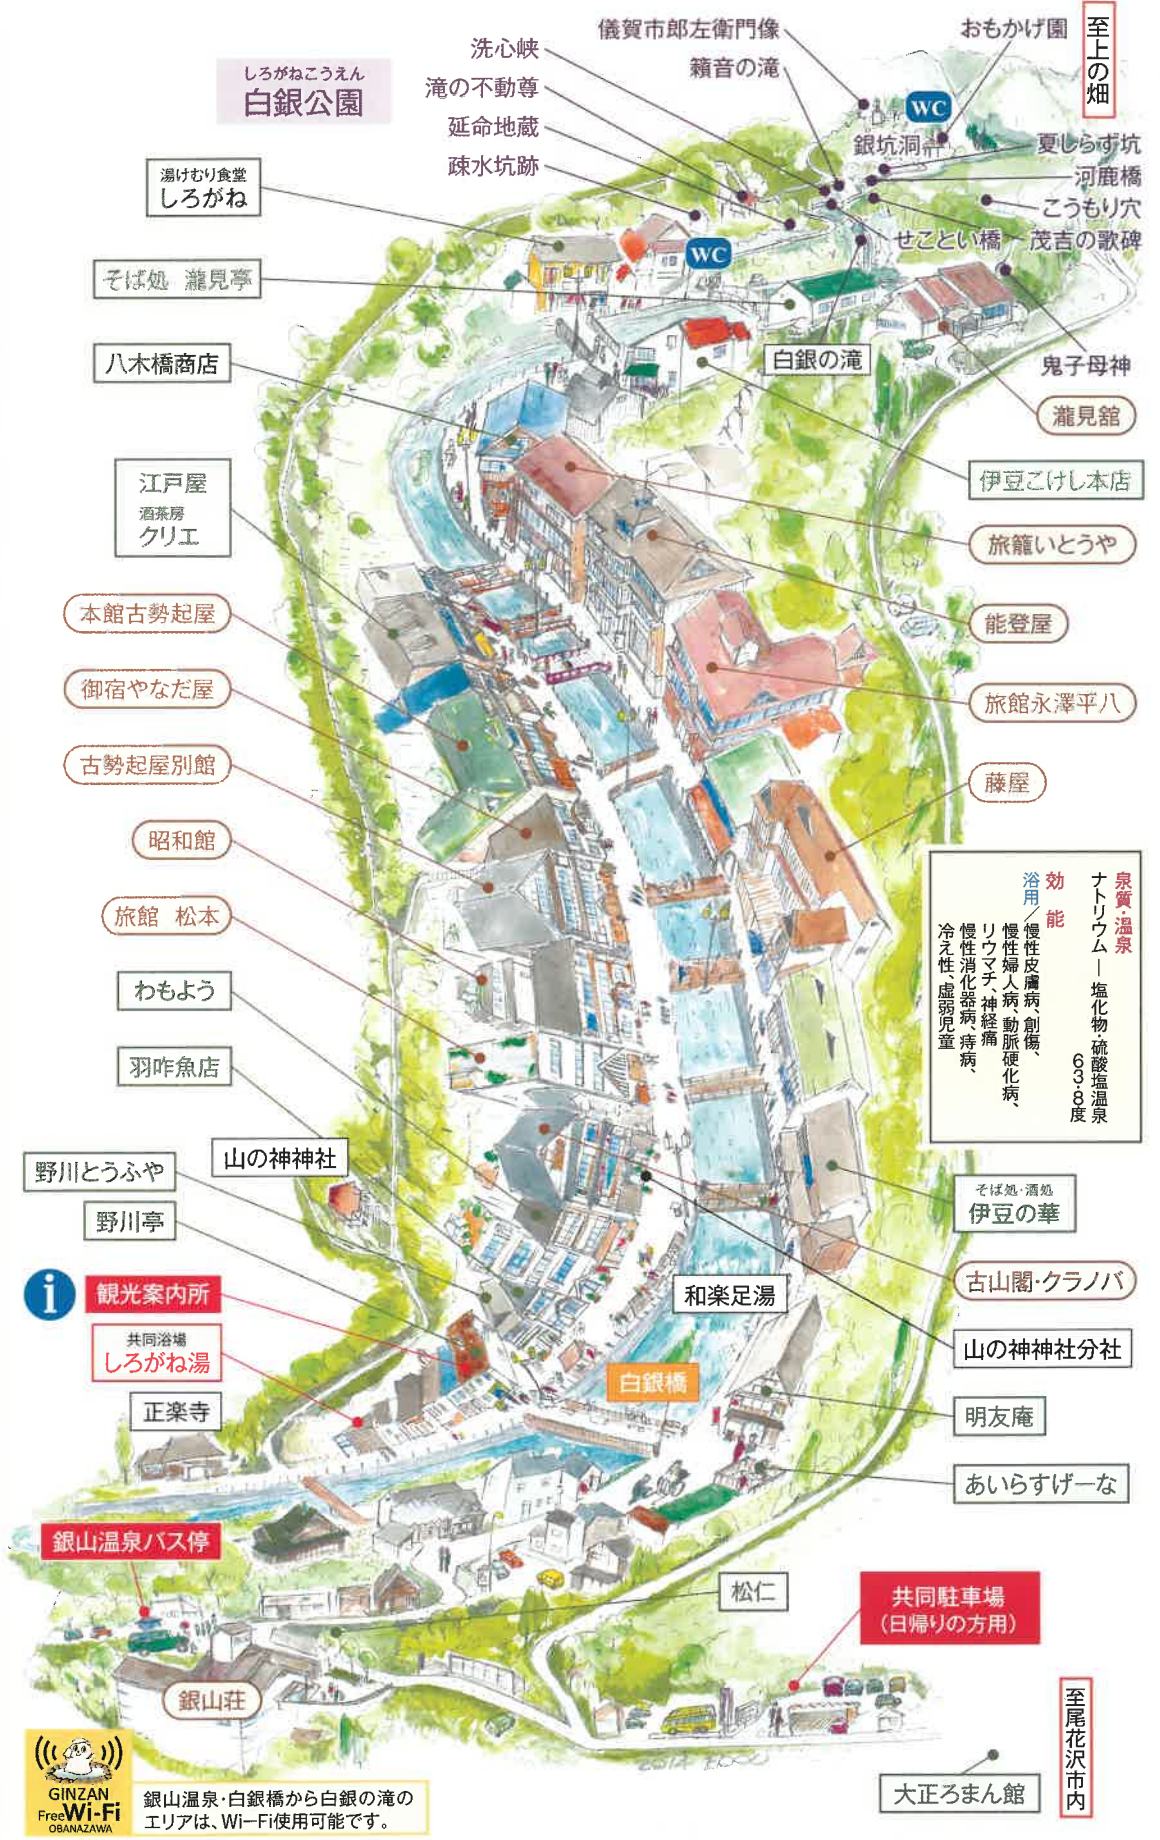 儀賀市郎左衛門像
おもかげ園
至上の畑
洗心峡
籟音の滝
しろがねこうえん
白銀公園
滝の不動尊
WC
延命地蔵
銀坑洞
夏しらず坑
疎水坑跡
河鹿橋
湯けむり食堂
しろがね
こうもり穴
せことい橋
茂吉の歌碑
WC
そば処 瀧見亭
八木橋商店
白銀の滝
鬼子母神
瀧見舘
江戸屋
酒茶房
クリエ
伊豆こけし本店
旅籠いとうや
本館古勢起屋
能登屋
御宿やなだ屋
旅館永澤平八
古勢起屋別館
藤屋
昭和館
旅館 松本
泉質・温泉
ナトリウム―塩化物・硫酸塩温泉
63・8度
効能
浴用/慢性皮膚病、創傷、
慢性婦人病、動脈硬化病、
リウマチ、神経痛
慢性消化器病、痔病、
冷え性、虚弱児童
わもよう
羽咋魚店
山の神神社
野川とうふや
そば処・酒処
伊豆の華
野川亭
古山閣・クラノバ
i
観光案内所
和楽足湯
共同浴場
しろがね湯
山の神神社分社
白銀橋
正楽寺
明友庵
あいらすげーな
銀山温泉バス停
松仁
共同駐車場
(日帰りの方用)
銀山荘
至尾花沢市内
大正ろまん館
GINZAN
Free Wi-Fi
OBANAZAWA
銀山温泉・白銀橋から白銀の滝の
エリアは、Wi-Fi使用可能です。